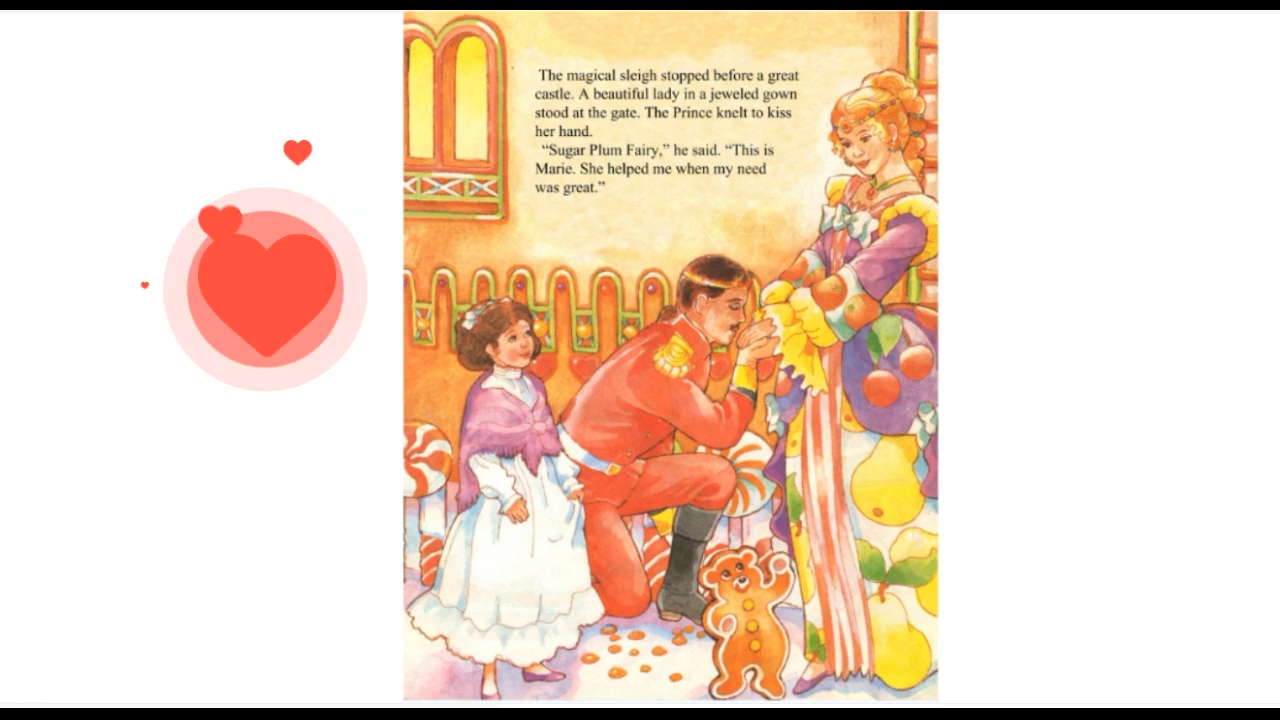 The magical sleigh stopped before a great
castle. A beautiful lady in a jeweled gown
stood at the gate. The Prince knelt to kiss
her hand.
“Sugar Plum Fairy,” he said. “This is
Marie. She helped me when my need
was great.”